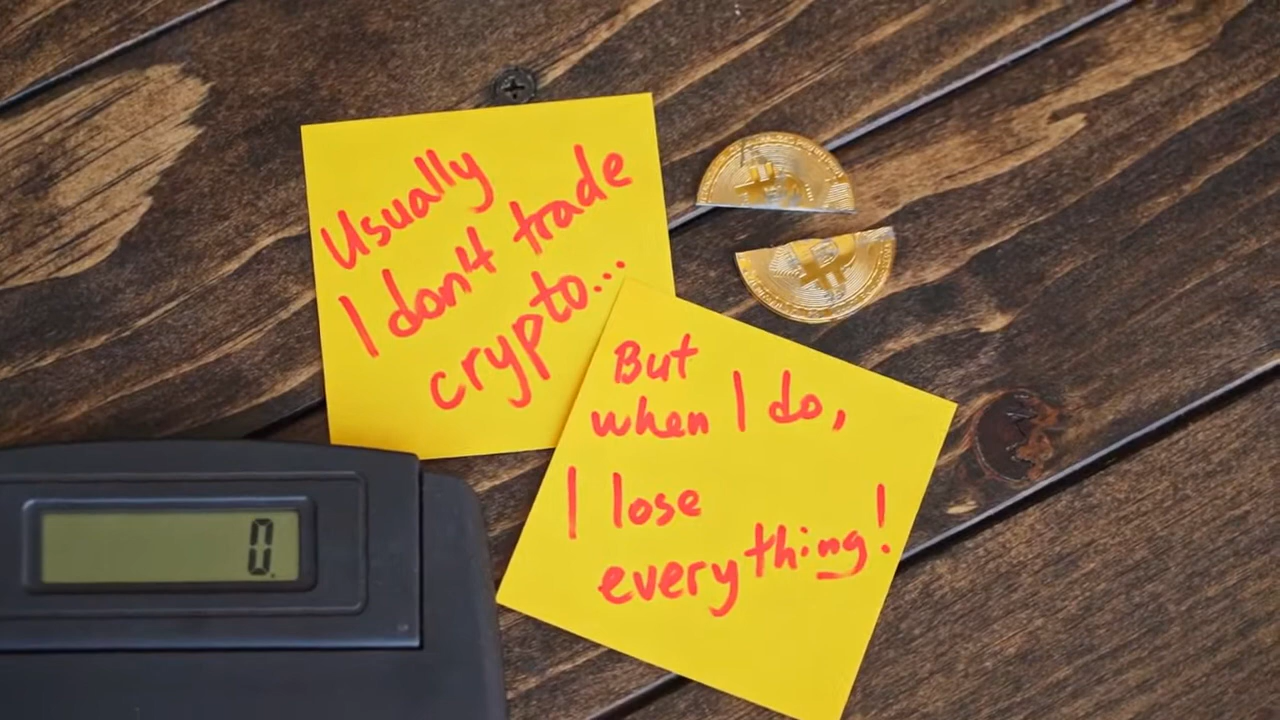 Usually
I don't trade
crypto...
But
when I do,
I lose
everything!
0.